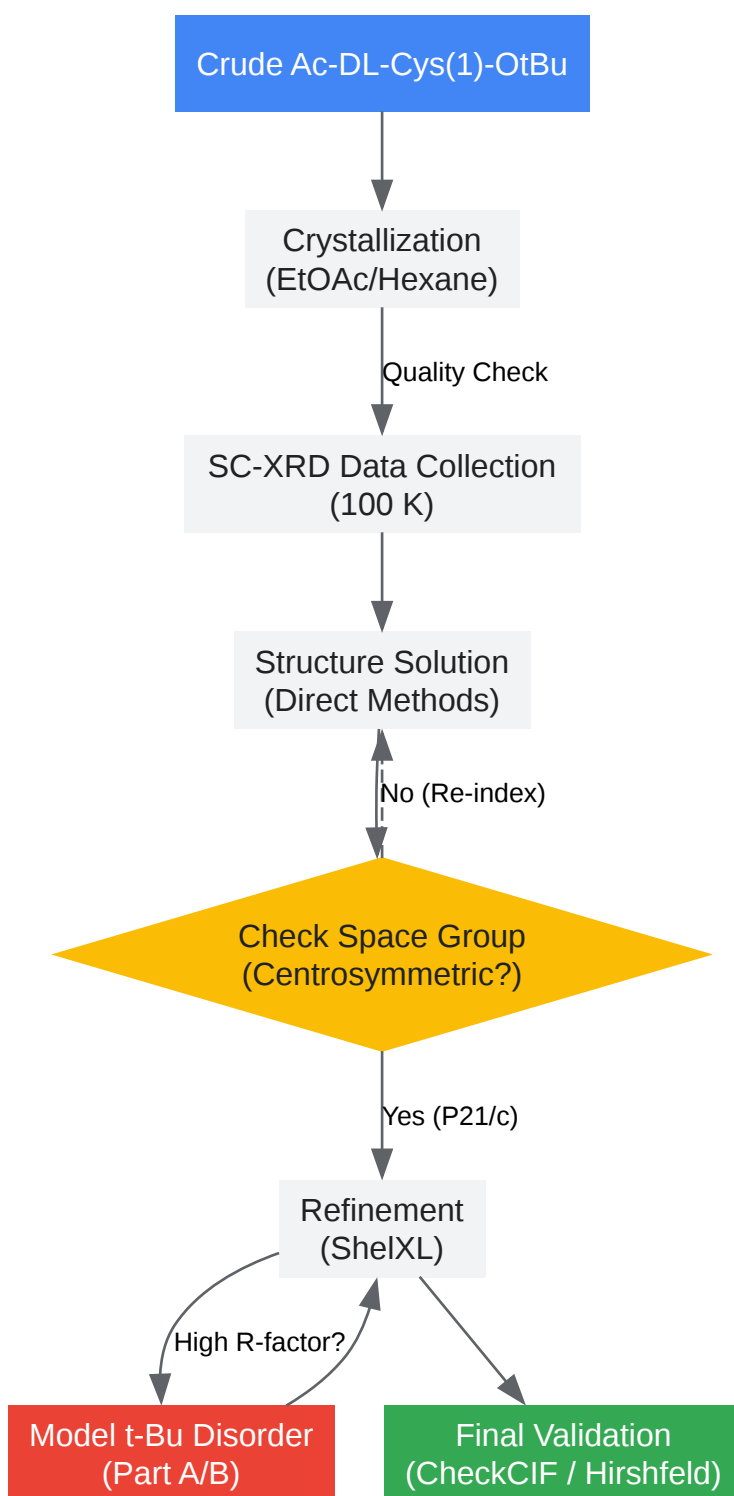 Crude Ac-DL-Cys(1)-OtBu
Crystallization
(EtOAc/Hexane)
Quality Check
SC-XRD Data Collection
(100 K)
Structure Solution
(Direct Methods)
No (Re-index)
Check Space Group
(Centrosymmetric?)
Yes (P21/c)
Refinement
(ShelXL)
High R-factor?
Model t-Bu Disorder
(Part A/B)
Final Validation
(CheckCIF / Hirshfeld)